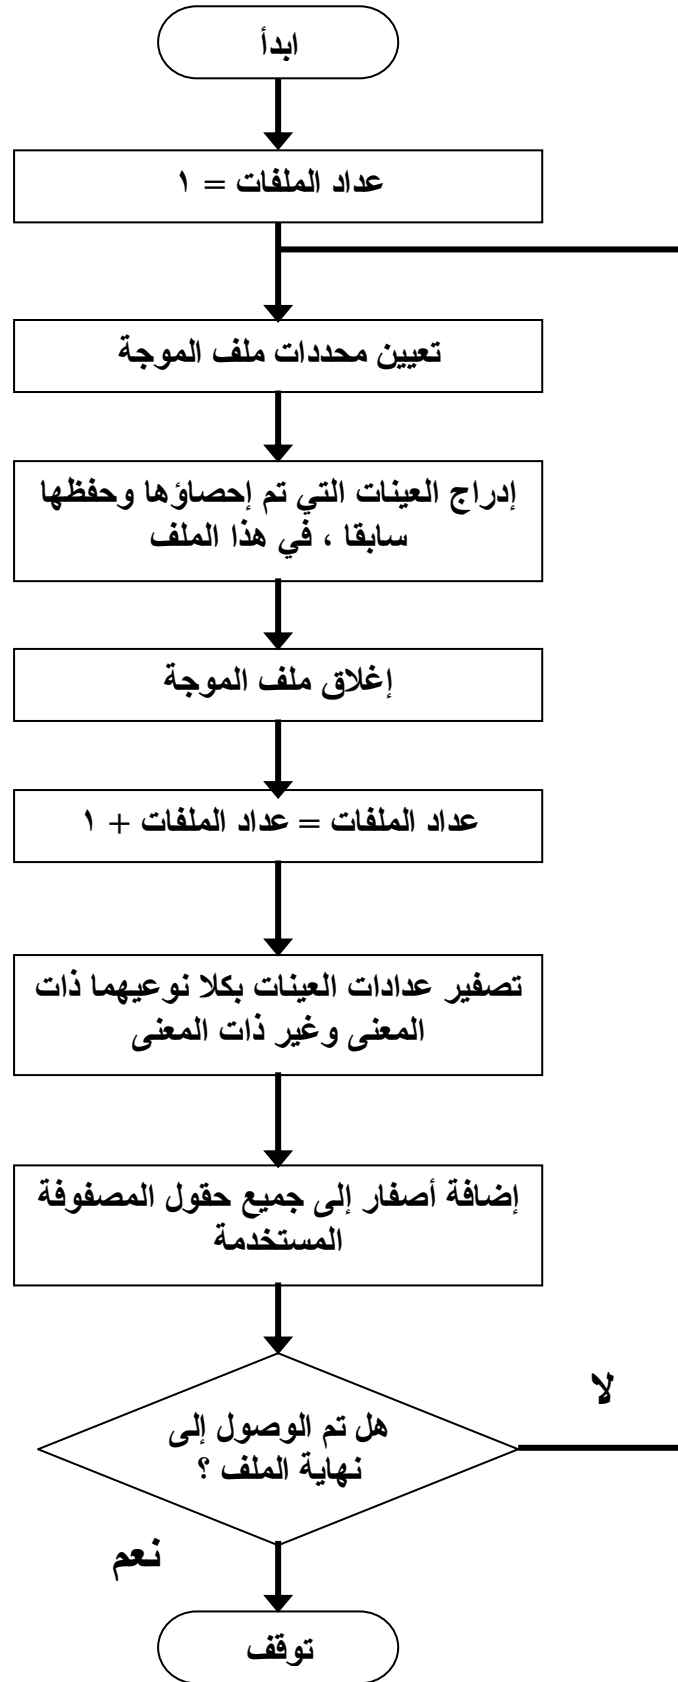 ابدأ
عداد الملفات = ١
تعيين محددات ملف الموجة
إدراج العينات التي تم إحصاؤها وحفظها
سابقا ، في هذا الملف
إغلاق ملف الموجة
عداد الملفات = عداد الملفات + ١
تصفير عدادات العينات بكلا نوعيهما ذات
المعنى وغير ذات المعنى
إضافة أصفار إلى جميع حقول المصفوفة
المستخدمة
هل تم الوصول إلى
نهاية الملف ؟
لا
نعم
توقف